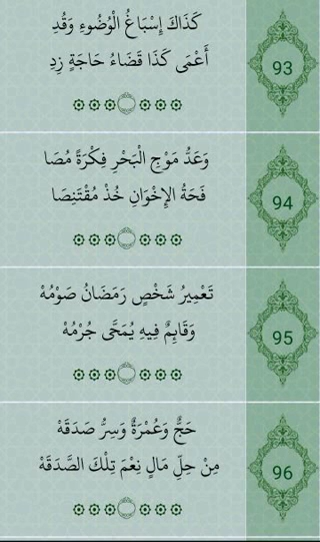 كَذَاكَ إِسْبَاغُ الْوُضُوءِ وَقُدِ
أَعْمَى كَذَا قَضَاءُ حَاجَةٍ زِدِ
93
وَعَدُّ مَوْجِ الْبَحْرِ فِكْرَةً مُصَا
فَحَةُ الإِخْوَانِ خُذْ مُقْتَنِصَا
94
تَعْمِيرُ شَخْصٍ رَمَضَانُ صَوْمُهُ
وَقَايِمٌ فِيهِ يُمَحَّى جُرْمُهُ
95
حَجٌّ وَعُمْرَةٌ وَسِرُّ صَدَقَهْ
مِنْ حِلِّ مَالٍ نِعْمَ تِلْكَ الصَّدَقَهْ
96